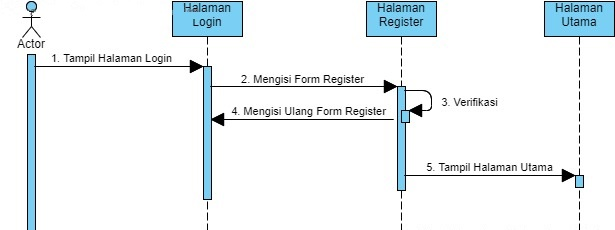 Halaman
Login
Halaman
Register
Halaman
Utama
Actor
1. Tampil Halaman Login
2. Mengisi Form Register
3. Verifikasi
4. Mengisi Ulang Form Register
5. Tampil Halaman Utama